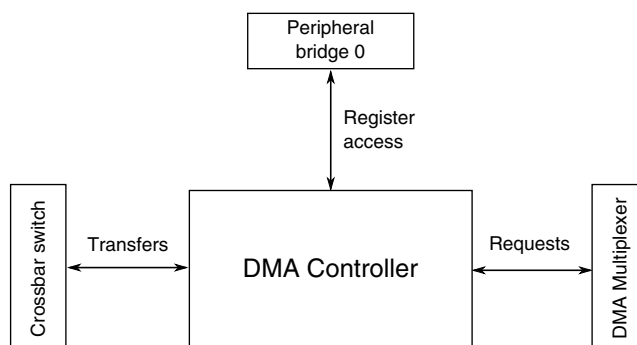 Peripheral
bridge 0
Register
access
Crossbar switch
Transfers
DMA Controller
Requests
DMA Multiplexer